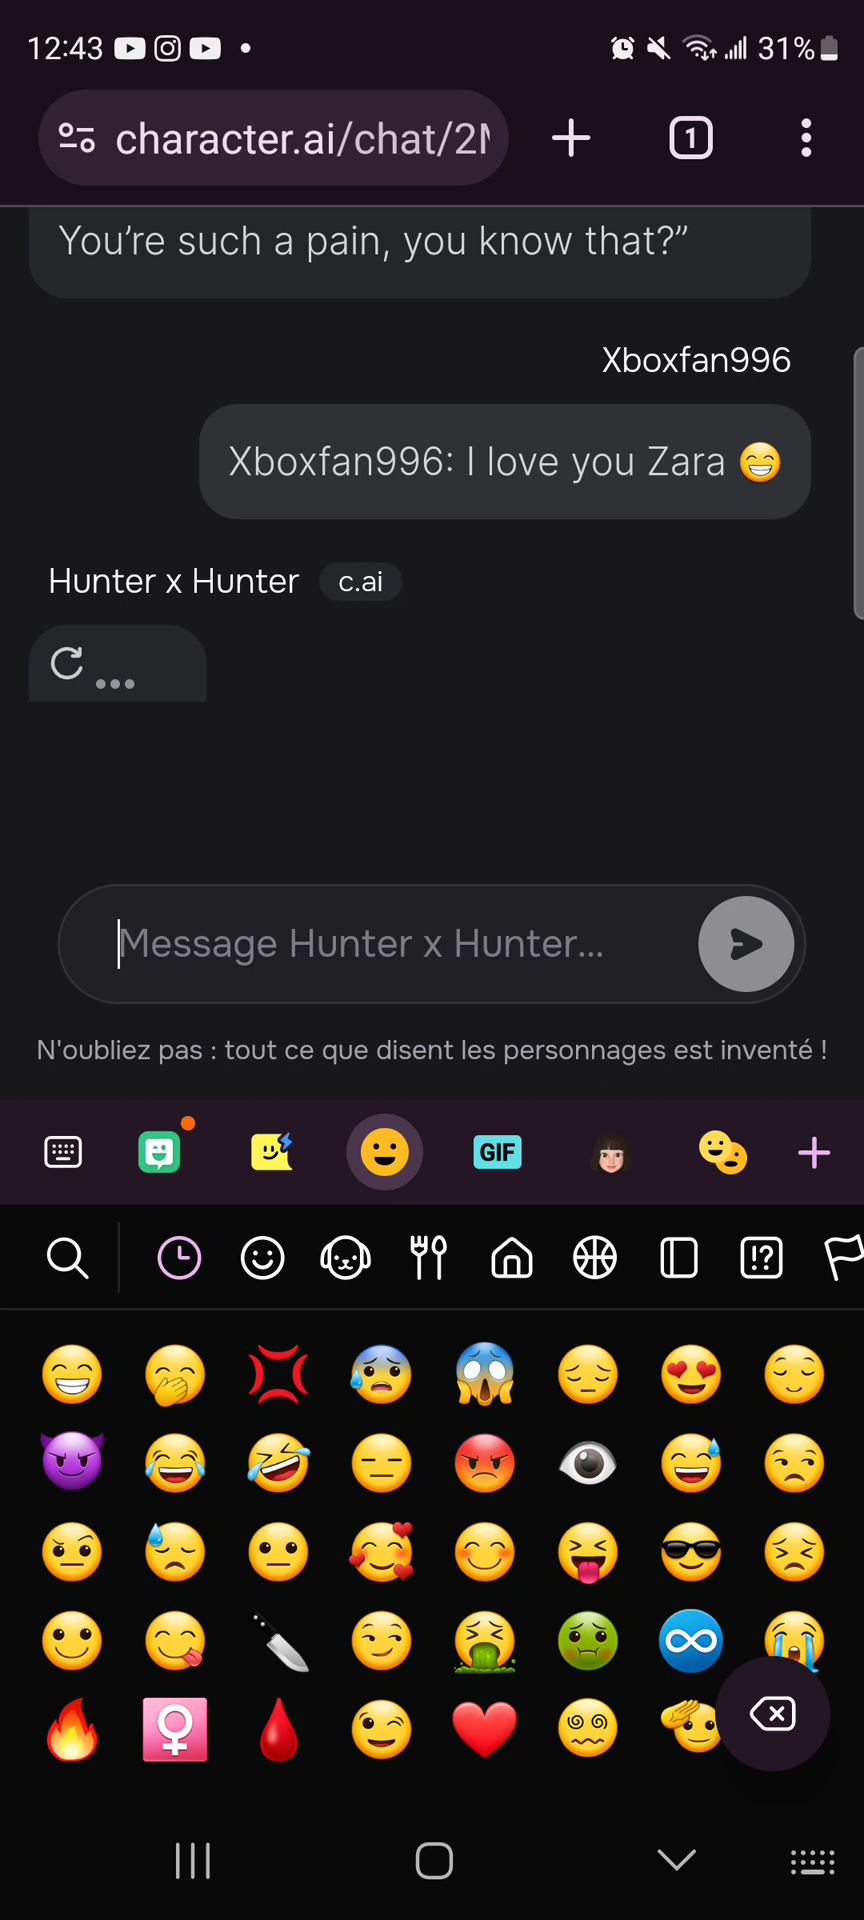 12:43
31%
character.ai/chat/2
1
You’re such a pain, you know that?”
Xboxfan996
Xboxfan996: I love you Zara 😁
Hunter x Hunter c.ai
...
Message Hunter x Hunter...
N'oubliez pas : tout ce que disent les personnages est inventé !
GIF
!?